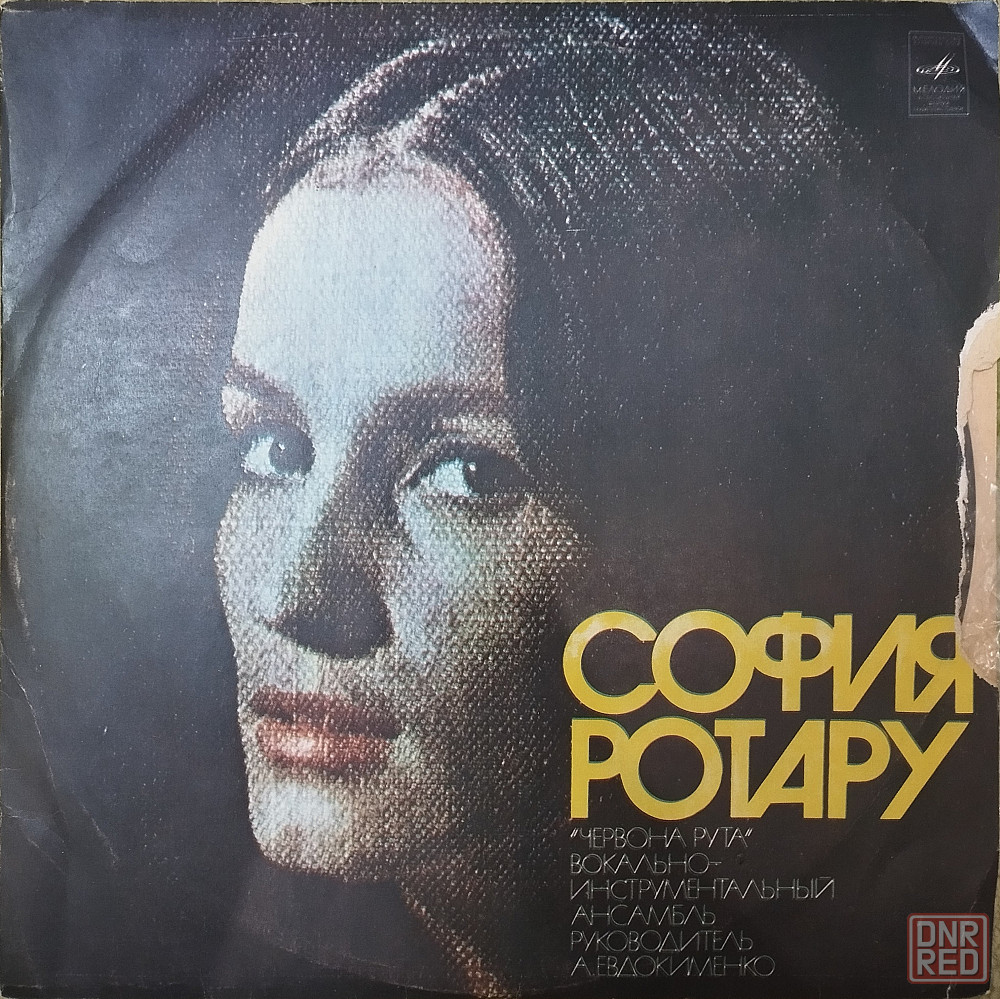 МЕЛОДИЯ
СОФИЯ
РОТАРУ
"ЧЕРВОНА РУТА"
ВОКАЛЬНО-
ИНСТРУМЕНТАЛЬНЫЙ
АНСАМБЛЬ
РУКОВОДИТЕЛЬ
А.ЕВДОКИМЕНКО
DNR
RED